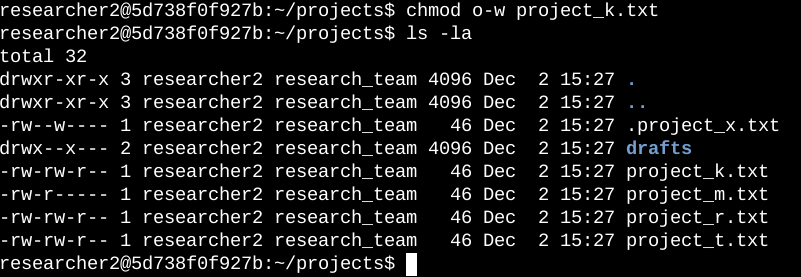 researcher2@5d738f0f927b:~/projects$ chmod o-w project_k.txt
researcher2@5d738f0f927b:~/projects$ ls -la
total 32
drwxr-xr-x 3 researcher2 research_team 4096 Dec  2 15:27 .
drwxr-xr-x 3 researcher2 research_team 4096 Dec  2 15:27 ..
-rw--w---- 1 researcher2 research_team   46 Dec  2 15:27 .project_x.txt
drwx--x--- 2 researcher2 research_team 4096 Dec  2 15:27 drafts
-rw-rw-r-- 1 researcher2 research_team   46 Dec  2 15:27 project_k.txt
-rw-r----- 1 researcher2 research_team   46 Dec  2 15:27 project_m.txt
-rw-rw-r-- 1 researcher2 research_team   46 Dec  2 15:27 project_r.txt
-rw-rw-r-- 1 researcher2 research_team   46 Dec  2 15:27 project_t.txt
researcher2@5d738f0f927b:~/projects$